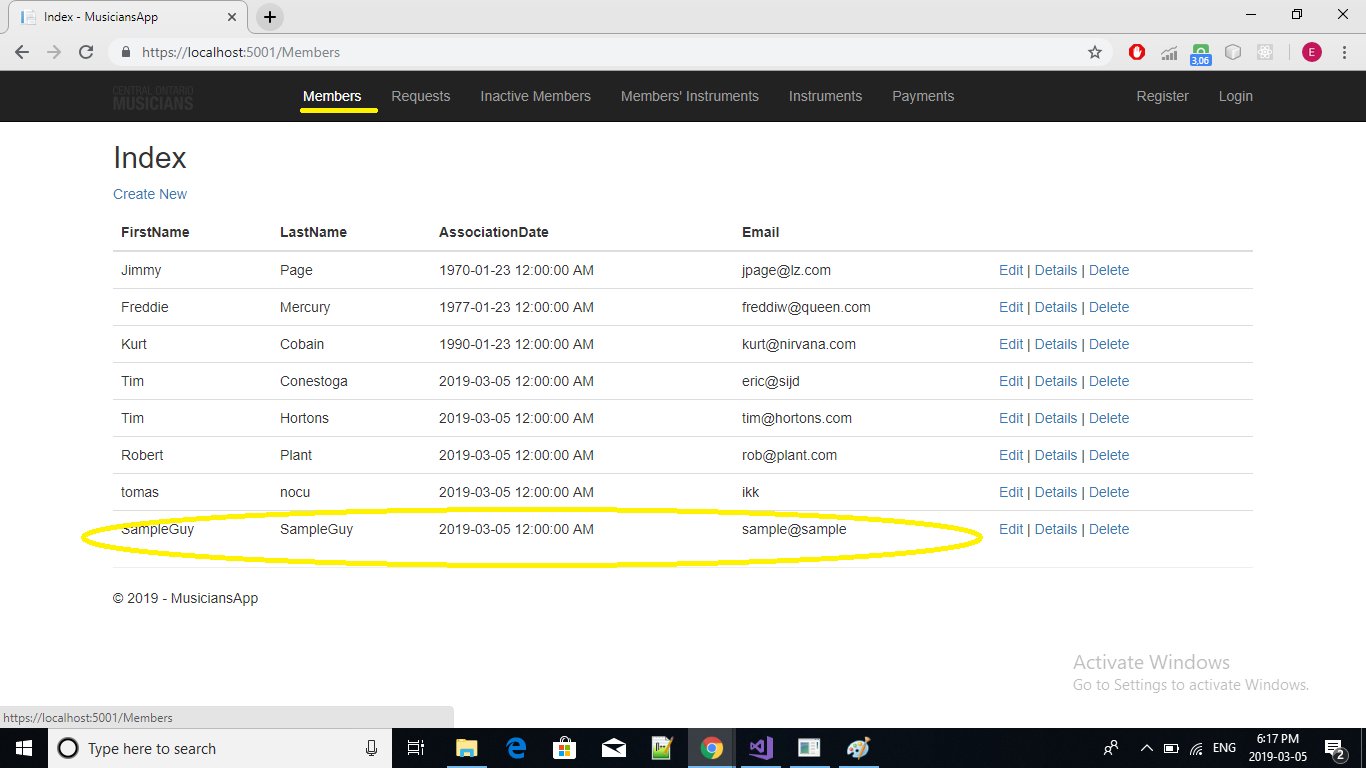 Index - MusiciansApp
https://localhost:5001/Members
3.06
E
CENTRAL ONTARIO
MUSICIANS
Members Requests Inactive Members Members' Instruments Instruments Payments Register Login
Index
Create New
FirstName LastName AssociationDate Email
Jimmy Page 1970-01-23 12:00:00 AM jpage@lz.com Edit | Details | Delete
Freddie Mercury 1977-01-23 12:00:00 AM freddiw@queen.com Edit | Details | Delete
Kurt Cobain 1990-01-23 12:00:00 AM kurt@nirvana.com Edit | Details | Delete
Tim Conestoga 2019-03-05 12:00:00 AM eric@sijd Edit | Details | Delete
Tim Hortons 2019-03-05 12:00:00 AM tim@hortons.com Edit | Details | Delete
Robert Plant 2019-03-05 12:00:00 AM rob@plant.com Edit | Details | Delete
tomas nocu 2019-03-05 12:00:00 AM ikk Edit | Details | Delete
SampleGuy SampleGuy 2019-03-05 12:00:00 AM sample@sample Edit | Details | Delete
© 2019 - MusiciansApp
Activate Windows
Go to Settings to activate Windows.
https://localhost:5001/Members
Type here to search
ENG
6:17 PM
2019-03-05
2